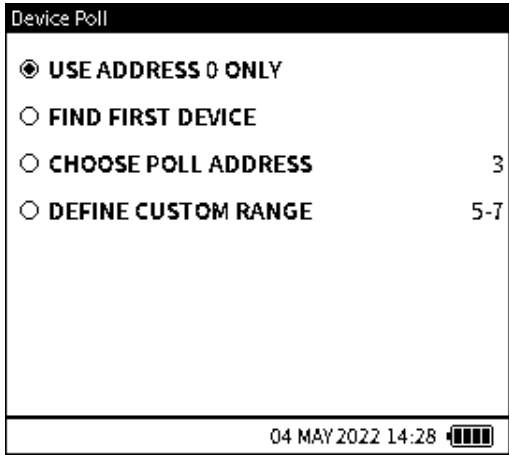 Device Poll
USE ADDRESS 0 ONLY
FIND FIRST DEVICE
CHOOSE POLL ADDRESS 3
DEFINE CUSTOM RANGE 5-7
04 MAY 2022 14:28